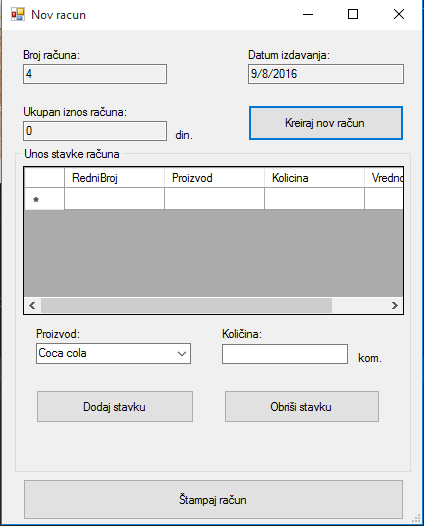 Nov racun
Broj računa: Datum izdavanja:
4 9/8/2016
Ukupan iznos računa:
0 din. Kreiraj nov račun
Unos stavke računa
RedniBroj Proizvod Kolicina Vredno
*
Proizvod: Količina:
Coca cola kom.
Dodaj stavku Obriši stavku
Štampaj račun